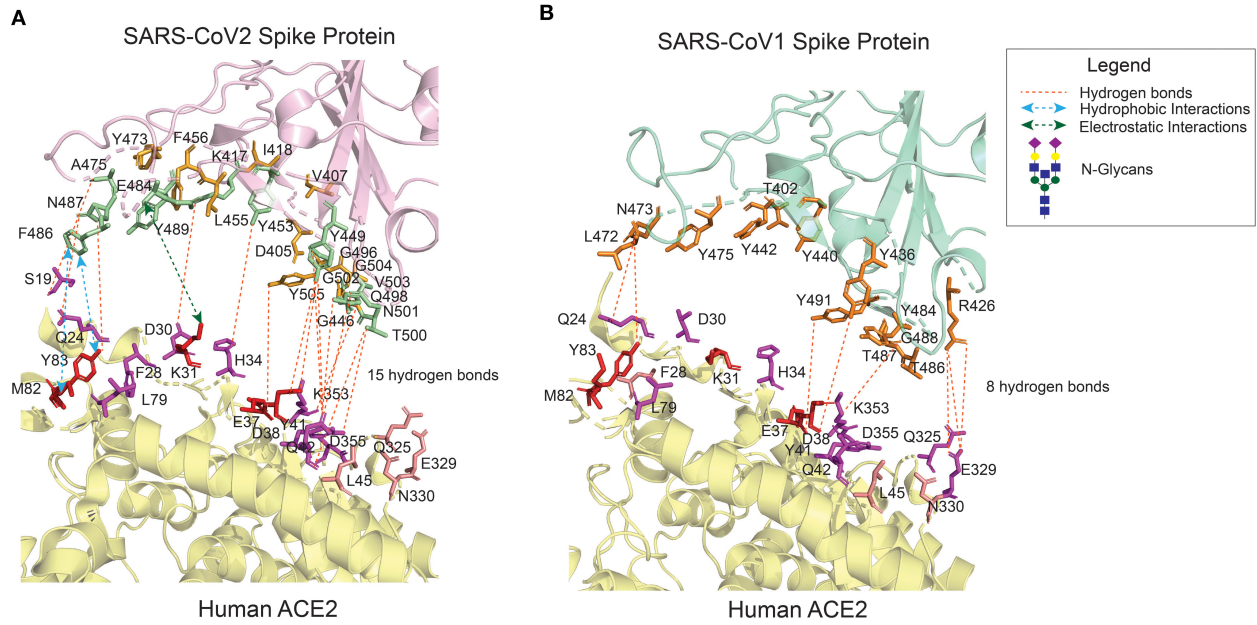 A
SARS-CoV2 Spike Protein
Y473
F456
A475
K417
I418
E484
V407
N487
L455
Y453
Y489
F486
Y449
D405
G496
G504
G502
V503
S19
Y505
Q498
N501
G446
T500
Q24
D30
Y83
F28
K31
H34
15 hydrogen bonds
M82
L79
K353
E37
D38
Y41
D355
Q42
Q325
E329
L45
N330
Human ACE2
B
SARS-CoV1 Spike Protein
T402
N473
L472
Y475
Y442
Y440
Y436
Y491
R426
Q24
D30
Y484
G488
Y83
T487
T486
F28
K31
H34
8 hydrogen bonds
M82
L79
K353
E37
D38
D355
Q325
Y41
Q42
E329
L45
N330
Human ACE2
Legend
Hydrogen bonds
Hydrophobic Interactions
Electrostatic Interactions
N-Glycans